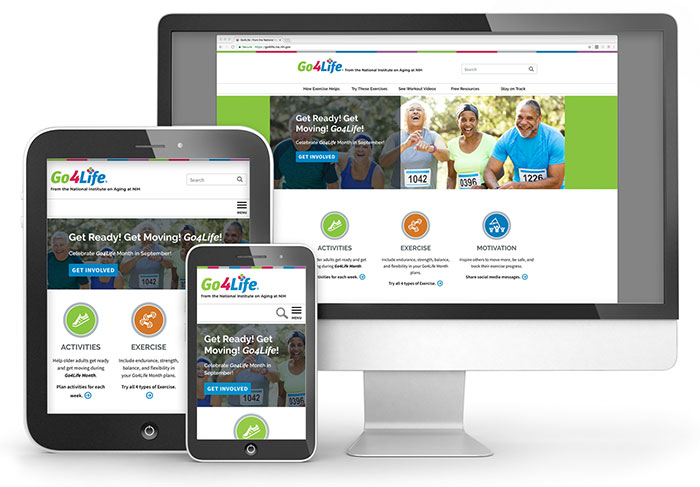 Go4Life from the National Institute on Aging at NIH
Search
How Exercise Helps Try These Exercises See Workout Videos Free Resources Stay on Track
Get Ready! Get
Moving! Go4Life!
Celebrate Go4Life Month in September!
GET INVOLVED
1042
0396
1226
ACTIVITIES
older adults get ready and get
during Go4Life Month
activities for each week.
EXERCISE
Include endurance, strength, balance,
and flexibility in your Go4Life Month
plans.
Try all 4 types of Exercise.
MOTIVATION
Inspire others to move more, be safe, and
track their exercise progress.
Share social media messages.
Go4Life
From the National Institute on Aging at NIH
Search
MENU
Get Ready! Get Moving! Go4Life!
Celebrate Go4Life Month in September!
GET INVOLVED
1042
ACTIVITIES
Help older adults get ready
and get moving during
Go4Life Month.
Plan activities for each
week.
EXERCISE
Include endurance, strength,
balance, and flexibility in
your Go4Life Month plans.
Try all 4 types of Exercise.
Go4Life
From the National Institute on Aging at NIH
MENU
Get Ready! Get
Moving! Go4Life!
Celebrate Go4Life Month in
September!
GET INVOLVED
1042
0396